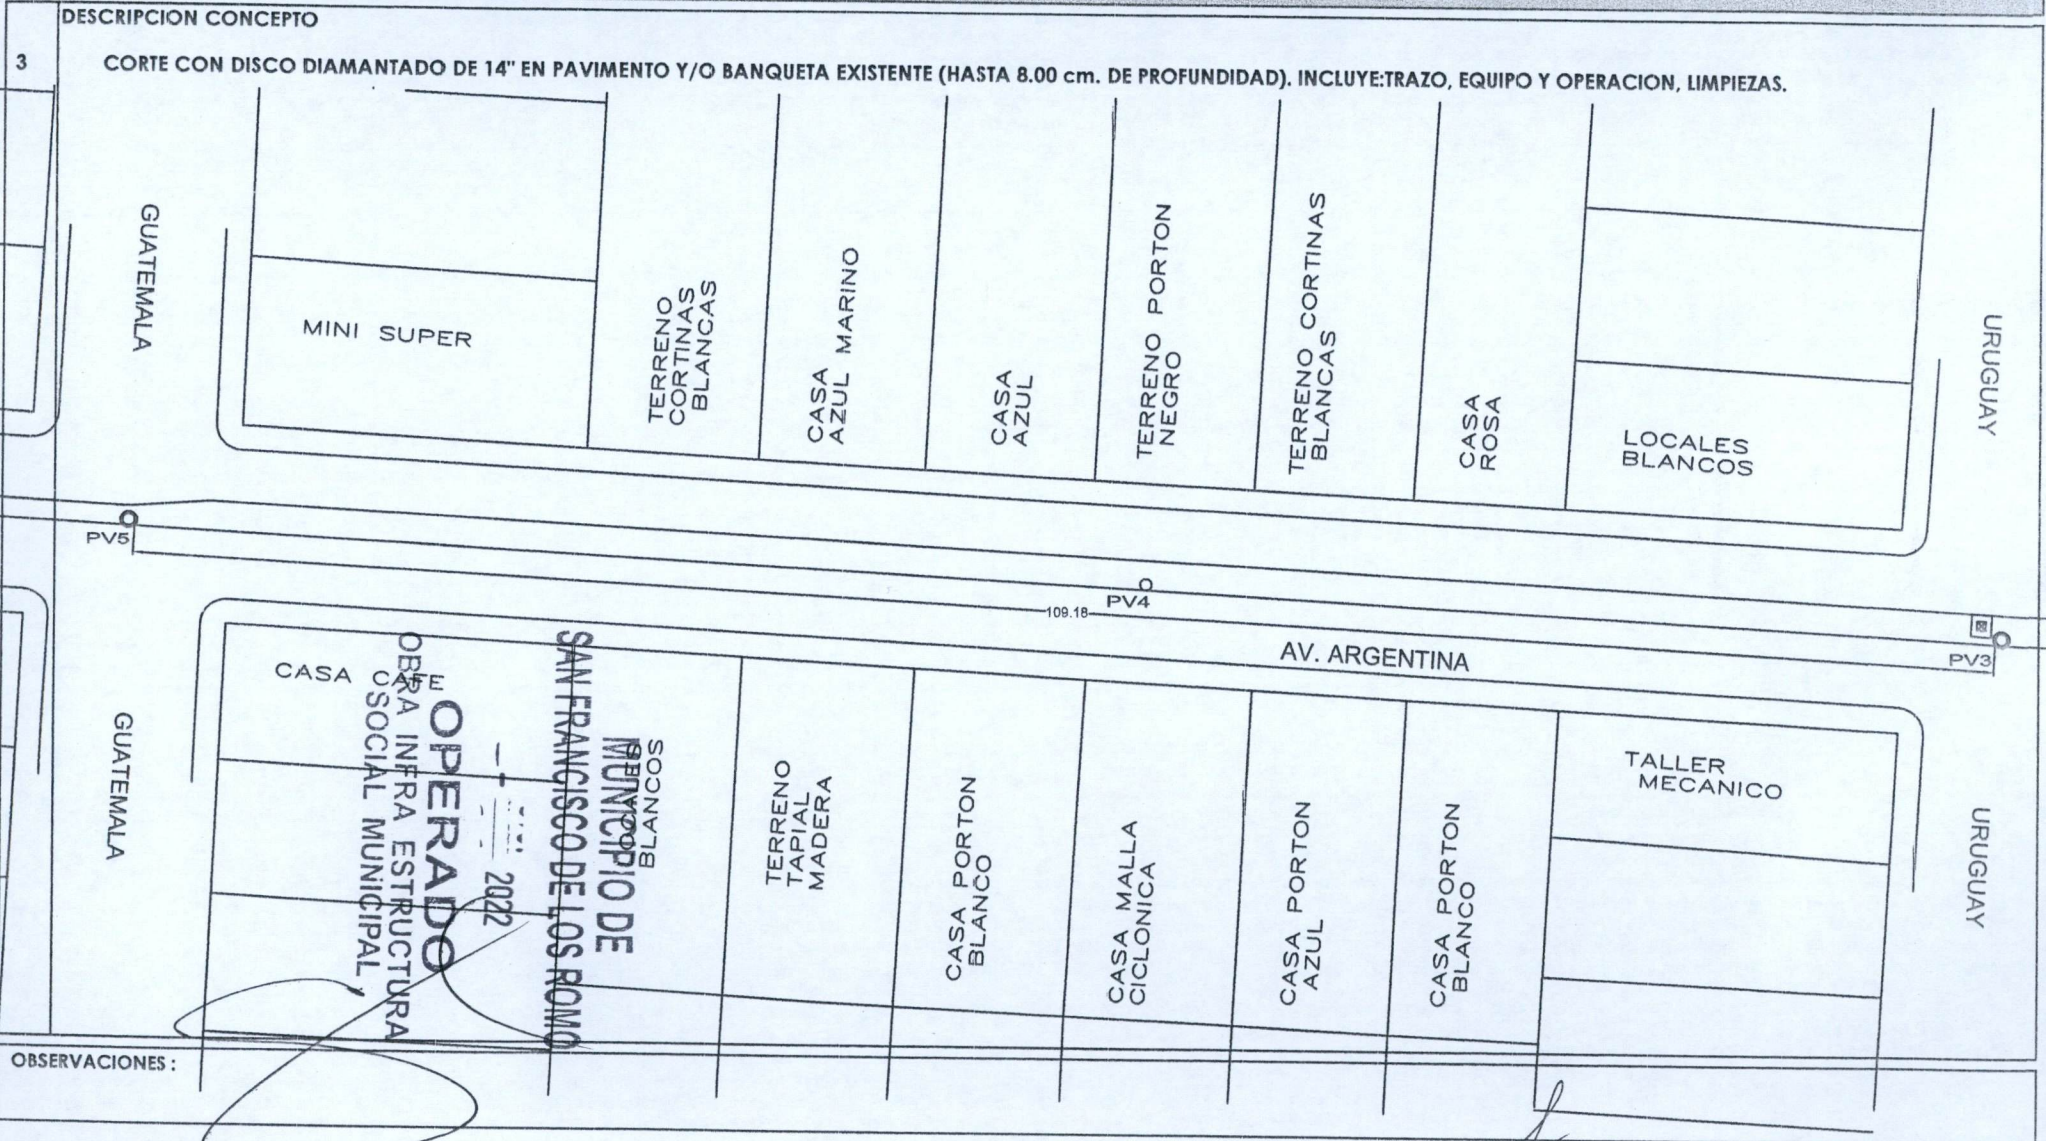 DESCRIPCION CONCEPTO
3
CORTE CON DISCO DIAMANTADO DE 14" EN PAVIMENTO Y/O BANQUETA EXISTENTE (HASTA 8.00 cm. DE PROFUNDIDAD). INCLUYE:TRAZO, EQUIPO Y OPERACION, LIMPIEZAS.
GUATEMALA
MINI SUPER
TERRENO
CORTINAS
BLANCAS
CASA
AZUL MARINO
CASA
AZUL
TERRENO PORTON
NEGRO
TERRENO CORTINAS
BLANCAS
CASA
ROSA
LOCALES
BLANCOS
URUGUAY
PV5
PV4
109.18
AV. ARGENTINA
PV3
GUATEMALA
CASA CAFE
OBRA INFRA ESTRUCTURA
SOCIAL MUNICIPAL
OPERADO
2022
MUNICIPIO DE
SAN FRANCISCO DE LOS ROMO
LOCALES
BLANCOS
TERRENO
TAPIAL
MADERA
CASA PORTON
BLANCO
CASA MALLA
CICLONICA
CASA PORTON
AZUL
CASA PORTON
BLANCO
TALLER
MECANICO
URUGUAY
OBSERVACIONES :